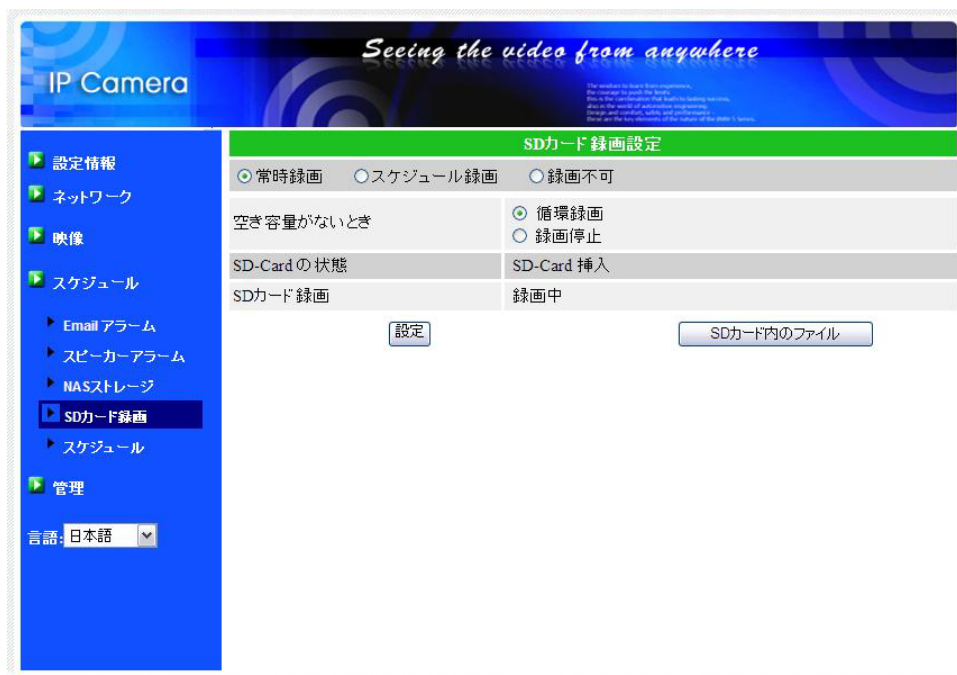 Seeing the video from anywhere
IP Camera
SDカード録画設定
設定情報
ネットワーク
映像
スケジュール
Email アラーム
スピーカーアラーム
NASストレージ
SDカード録画
スケジュール
管理
言語: 日本語
常時録画 スケジュール録画 録画不可
空き容量がないとき
循環録画
録画停止
SD-Cardの状態 SD-Card 挿入
SDカード録画 録画中
設定 SDカード内のファイル